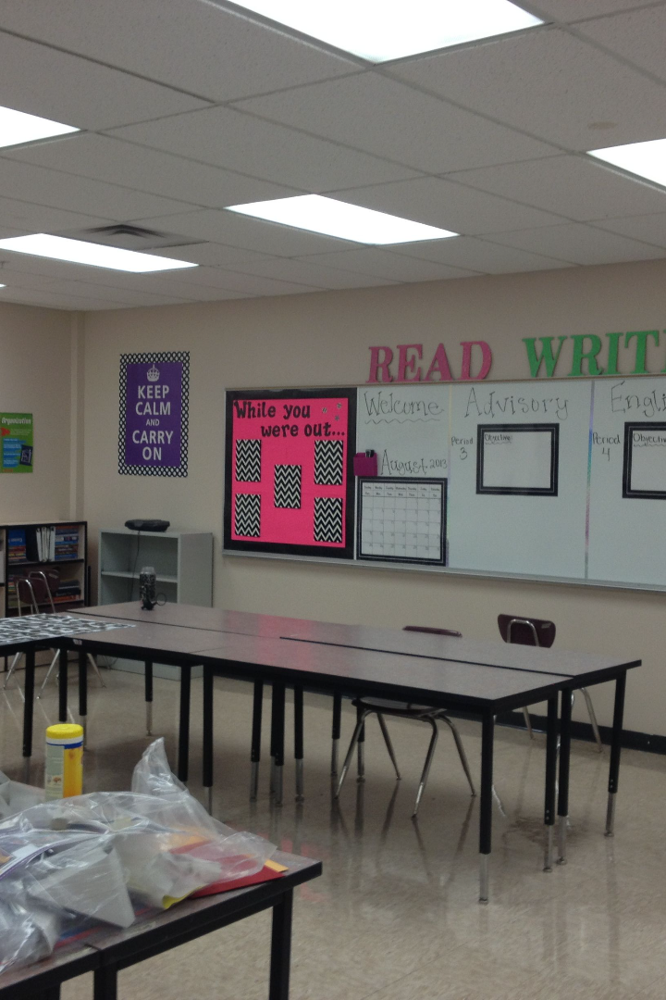 READ WRIT
KEEP
CALM
AND
CARRY
ON
Organization
While you
were out...
Welcome
August 2013
Advisory
Period
3
Objective
Engli
Period
4
Objective